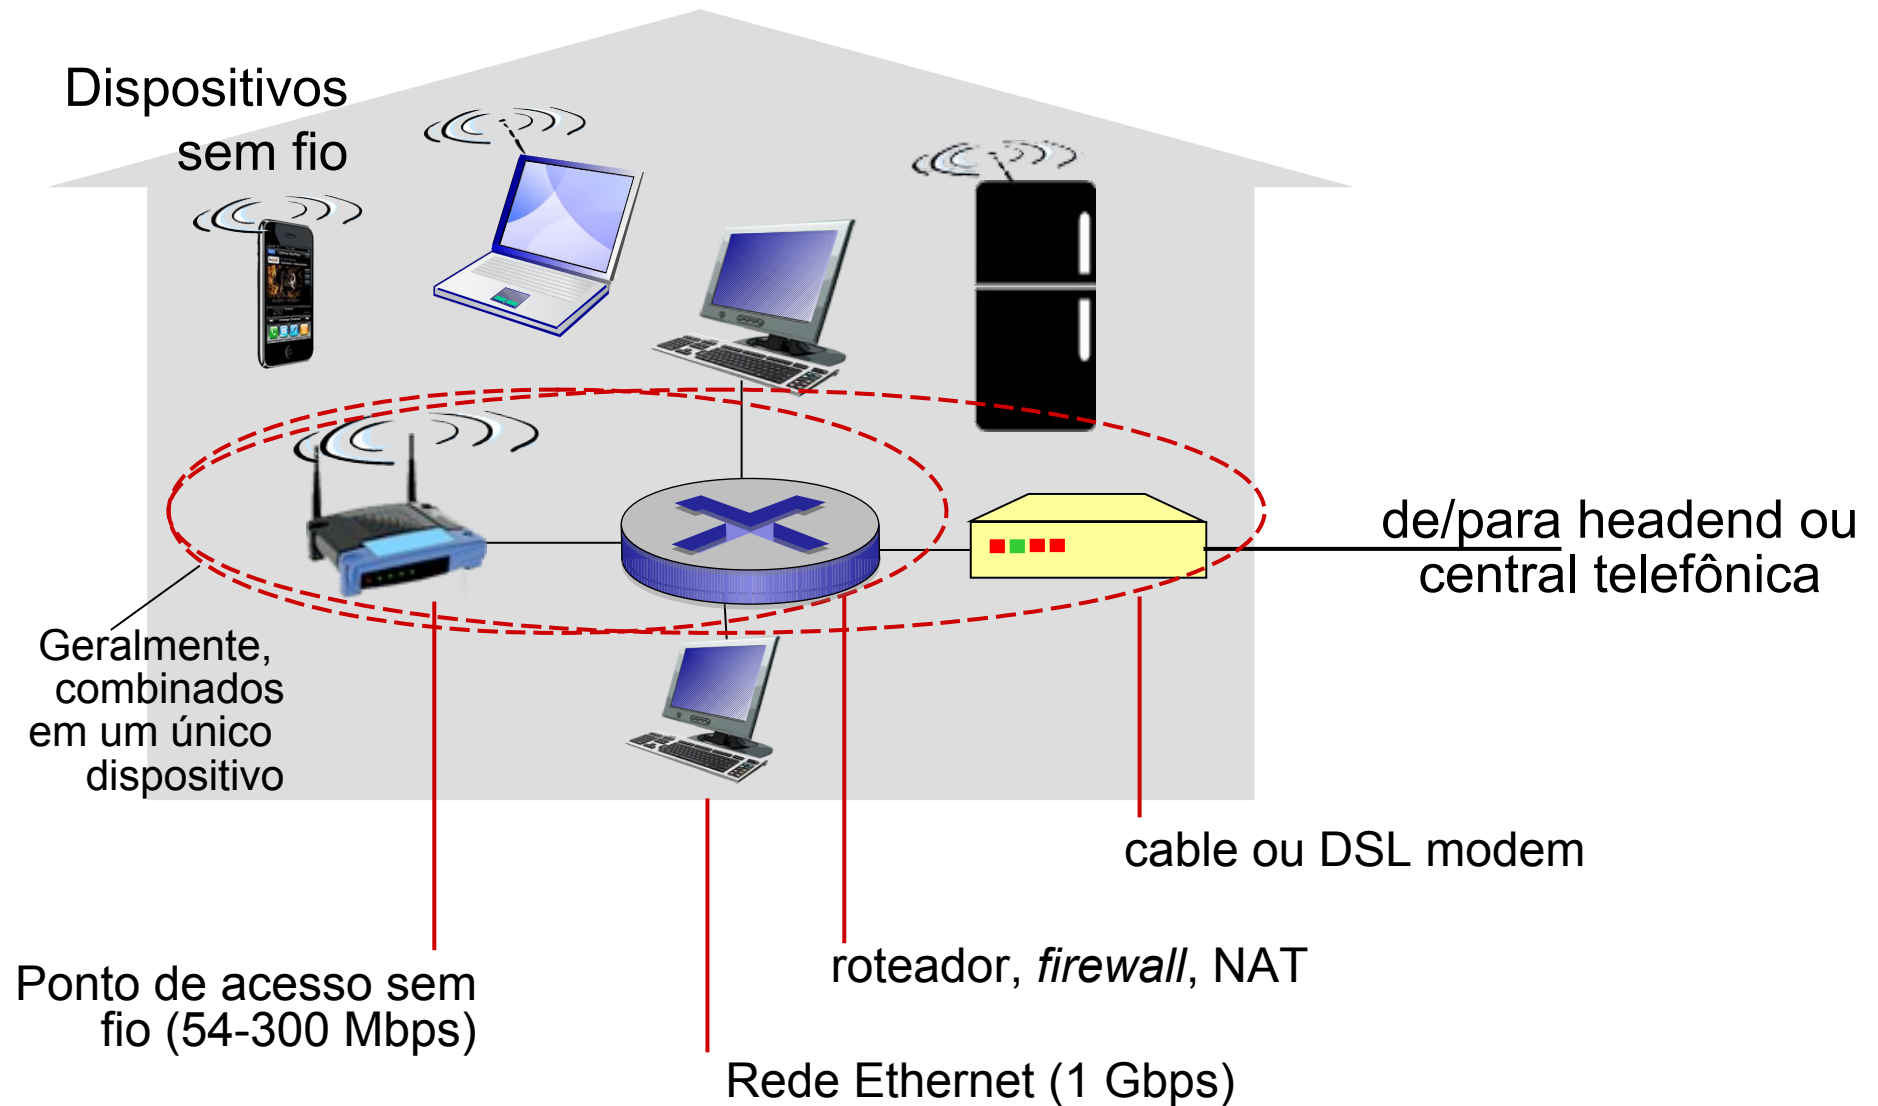 Dispositivos
sem fio
de/para headend ou
central telefônica
Geralmente,
combinados
em um único
dispositivo
cable ou DSL modem
roteador, firewall, NAT
Ponto de acesso sem
fio (54-300 Mbps)
Rede Ethernet (1 Gbps)